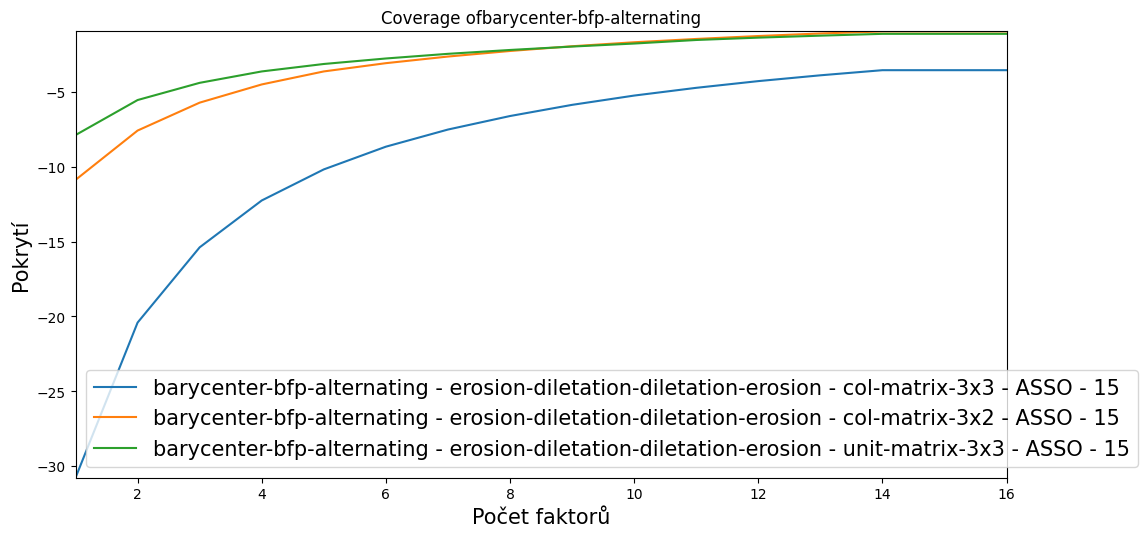 Coverage ofbarycenter-bfp-alternating
Pokrytí
−5
−10
−15
−20
−25
−30
barycenter-bfp-alternating - erosion-diletation-diletation-erosion - col-matrix-3x3 - ASSO - 15
barycenter-bfp-alternating - erosion-diletation-diletation-erosion - col-matrix-3x2 - ASSO - 15
barycenter-bfp-alternating - erosion-diletation-diletation-erosion - unit-matrix-3x3 - ASSO - 15
2 4 6 8 10 12 14 16
Počet faktorů